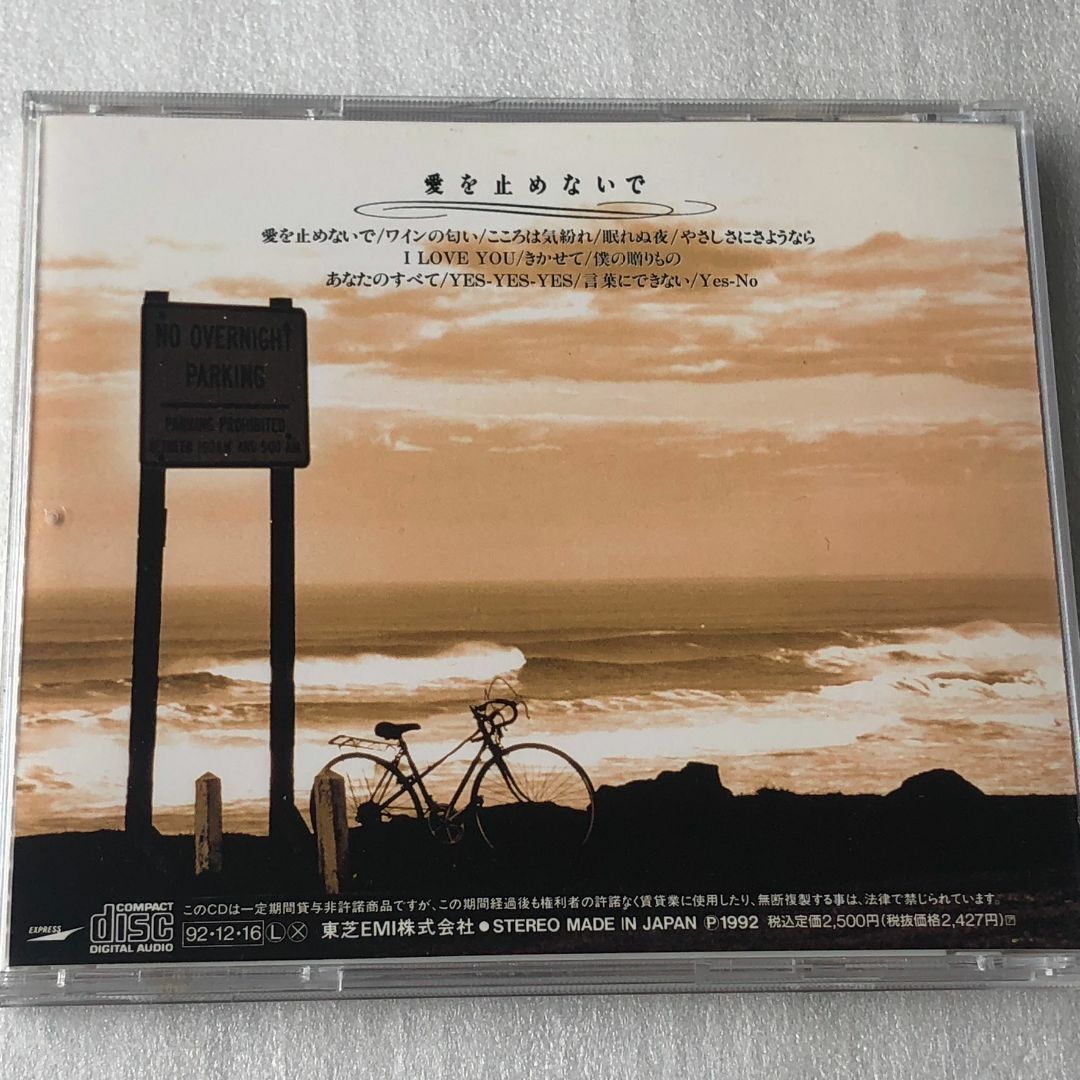 愛を止めないで
愛を止めないで/ワインの匂い/こころは気紛れ/眠れぬ夜/やさしさにさようなら
I LOVE YOU/きかせて/僕の贈りもの
あなたのすべて/YES-YES-YES/言葉にできない/Yes-No
NO OVERNIGHT
PARKING
PARKING PROHIBITED
BETWEEN AND 500 AM
このCDは一定期間貸与非許諾商品ですが、この期間経過後も権利者の許諾なく賃貸業に使用したり、無断複製する事は、法律で禁じられています。
EXPRESS
COMPACT
disc
DIGITAL AUDIO
92・12・16 Ⓛ Ⓧ 東芝EMI株式会社 ● STEREO MADE IN JAPAN Ⓟ1992 税込定価2,500円(税抜価格2,427円)